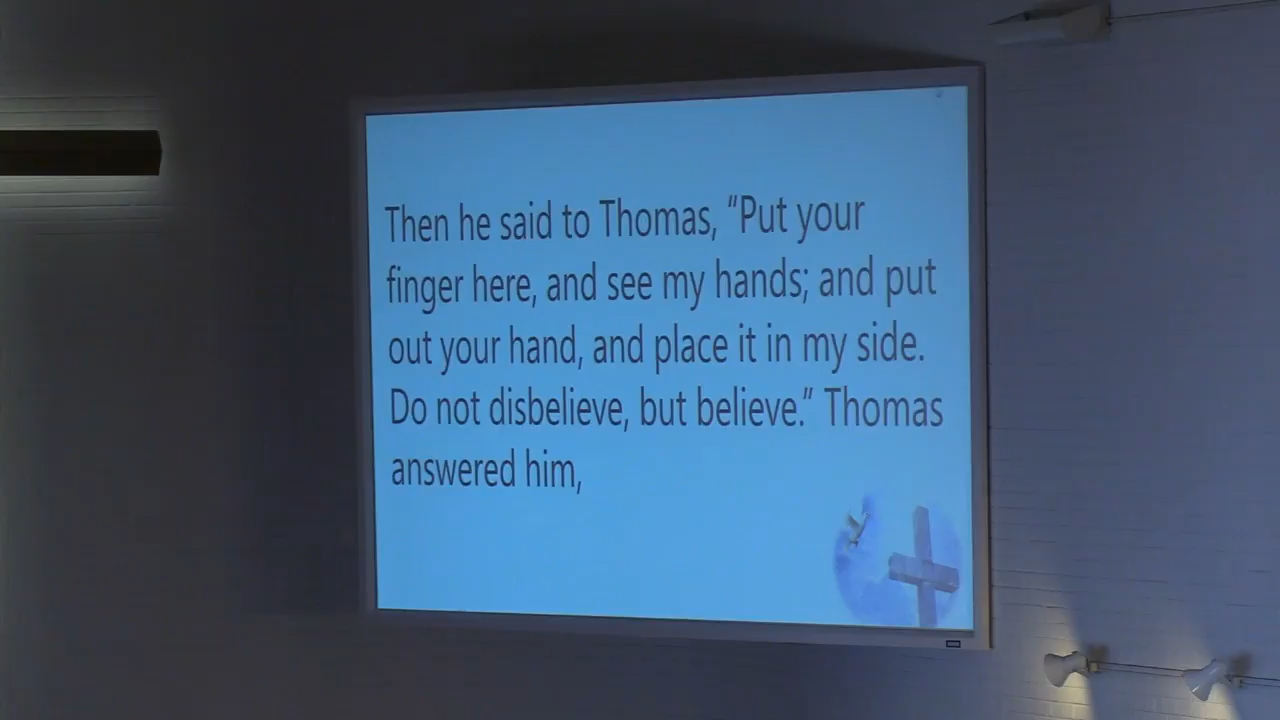 Then he said to Thomas, “Put your
finger here, and see my hands; and put
out your hand, and place it in my side.
Do not disbelieve, but believe.” Thomas
answered him,